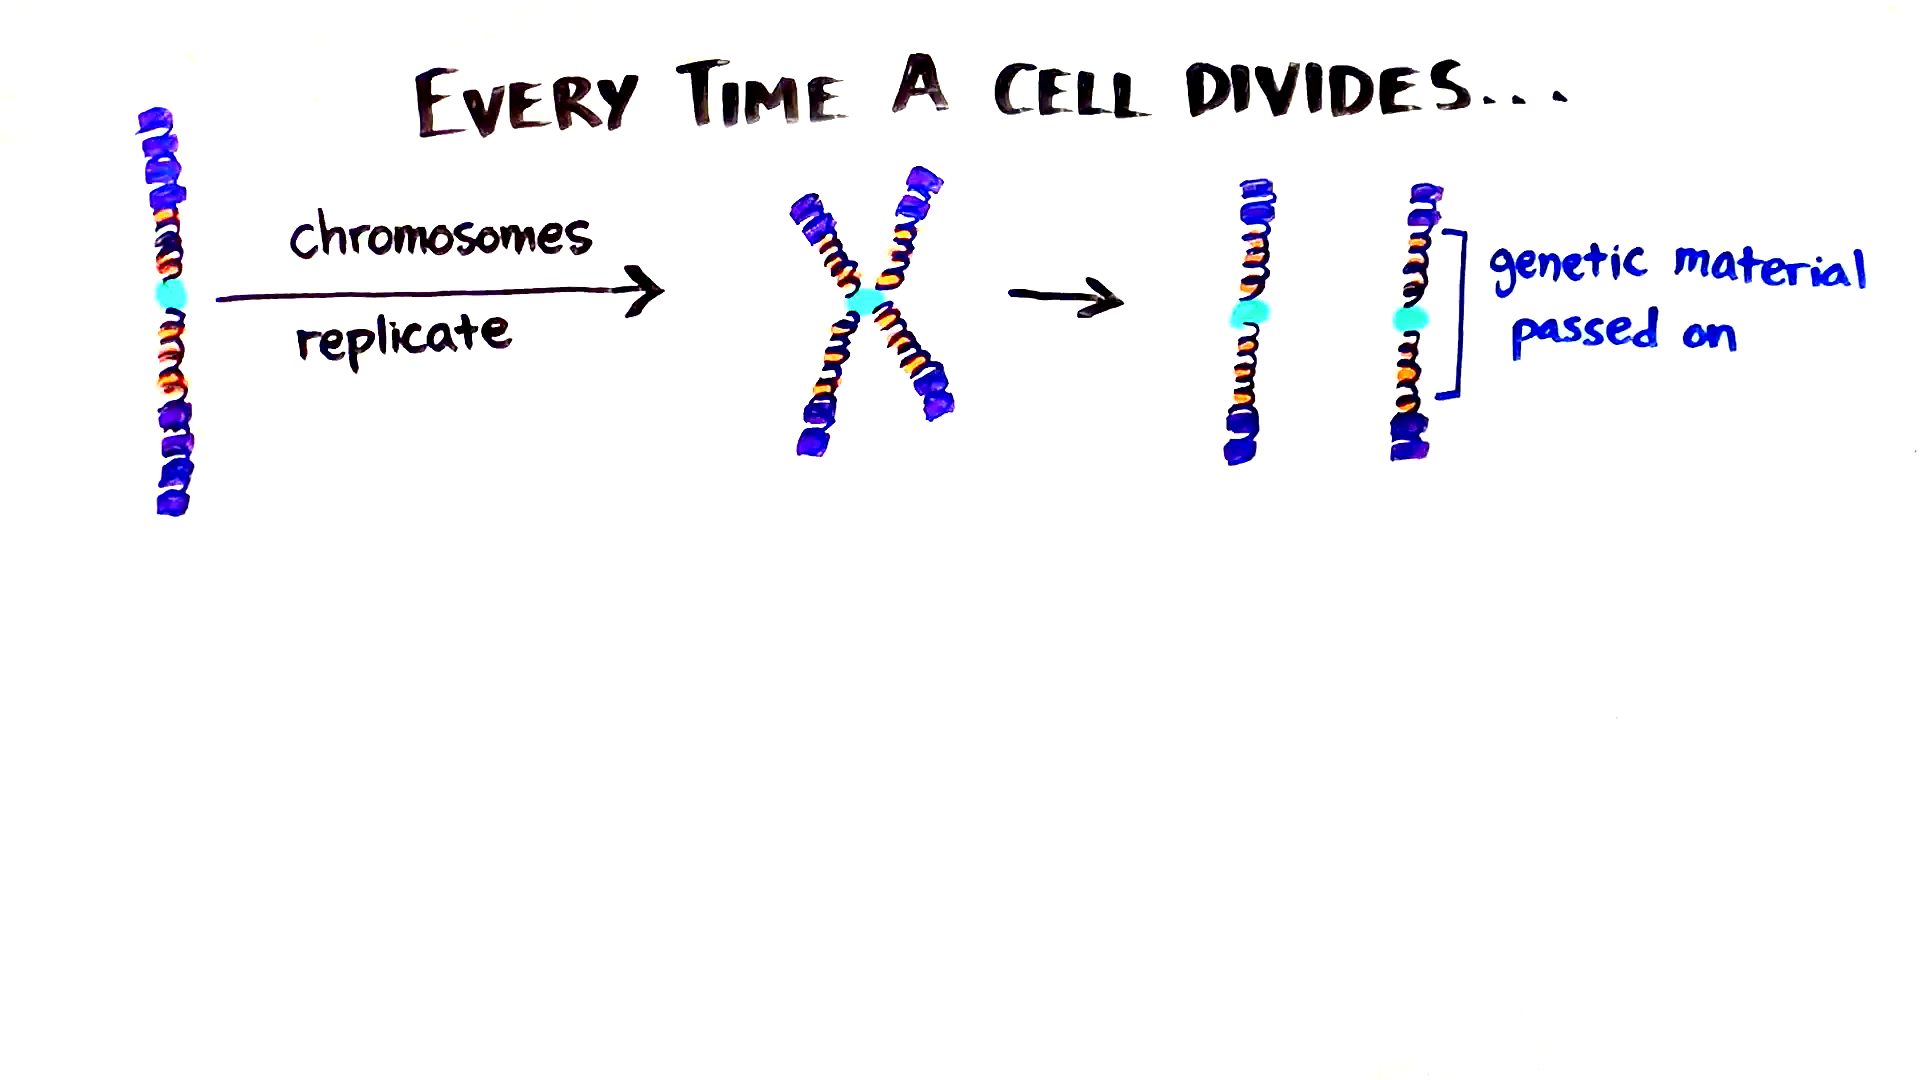 EVERY TIME A CELL DIVIDES...
chromosomes
replicate
genetic material
passed on